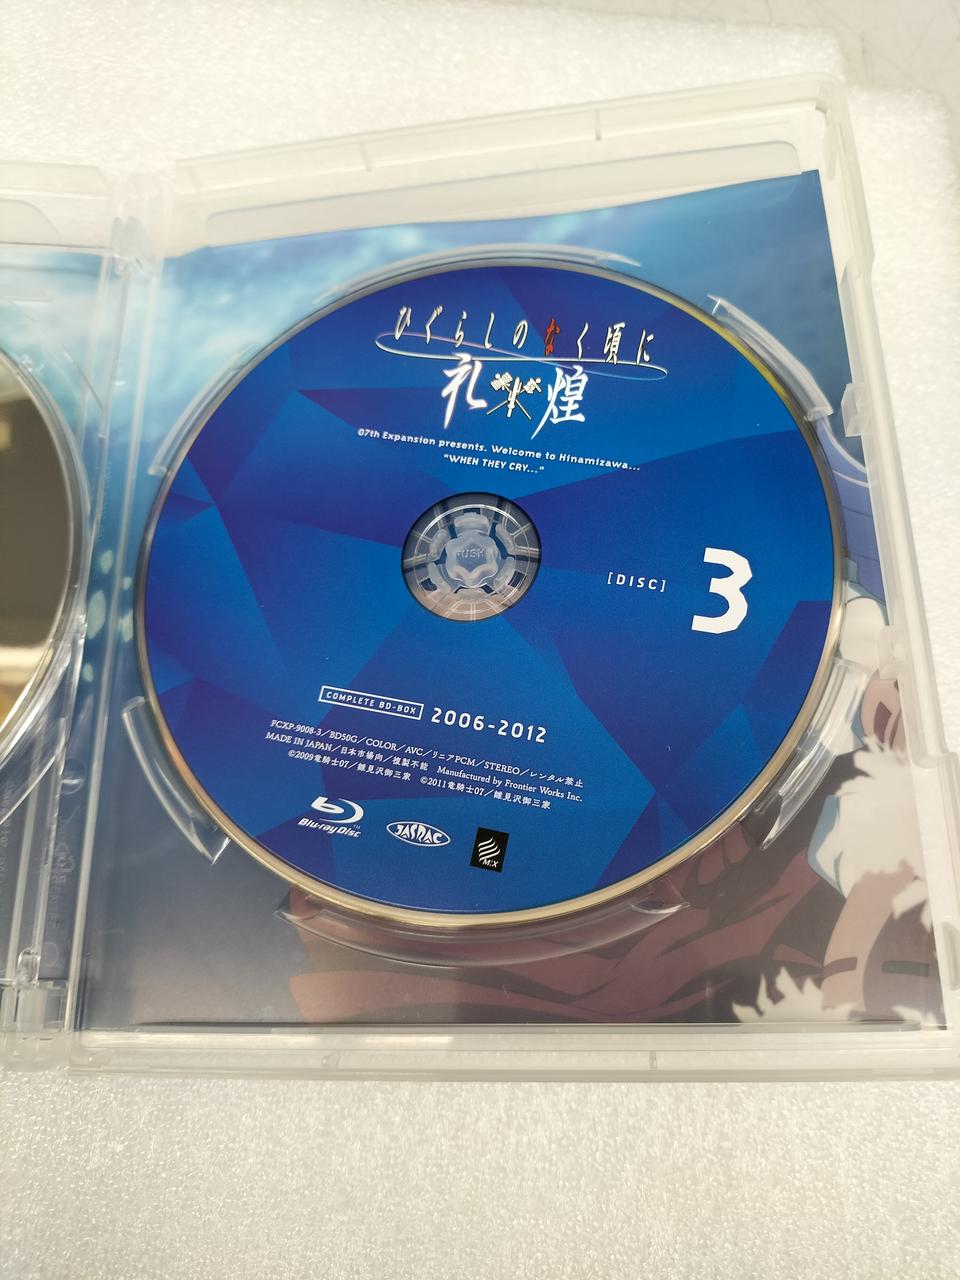 ひぐらしのなく頃に
礼 煌
©07th Expansion presents. Welcome to Hinamizawa...
"WHEN THEY CRY..."
PUSH
[DISC] 3
COMPLETE BD-BOX 2006-2012
FCXP-9008-3／BD50G／COLOR／AVC／リニアPCM／STEREO／レンタル禁止
MADE IN JAPAN／日本市場向／複製不能 Manufactured by Frontier Works Inc.
©2009竜騎士07／雛見沢御三家 ©2011竜騎士07／雛見沢御三家
Blu-ray Disc TM
JASRAC
M!X